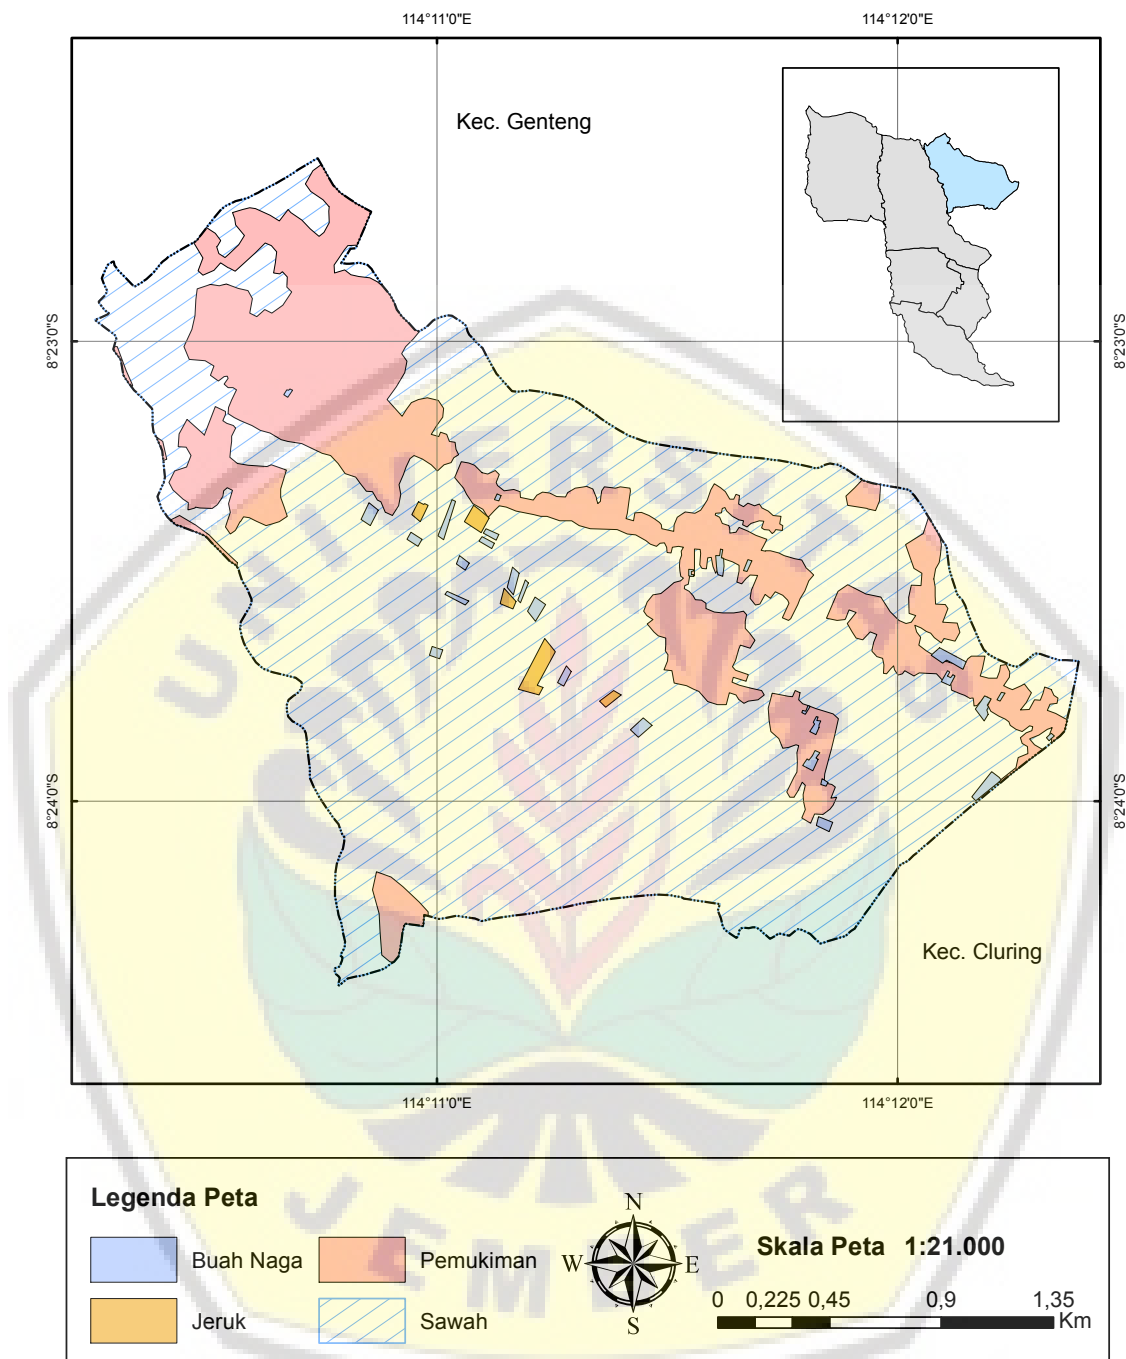 114°11'0"E 114°12'0"E
Kec. Genteng
8°23'0"S 8°23'0"S
UNIVERSITAS
8°24'0"S 8°24'0"S
Kec. Cluring
114°11'0"E 114°12'0"E
JEMBER
Legenda Peta
Buah Naga
Pemukiman
Jeruk
Sawah
N
W E
S
Skala Peta 1:21.000
0 0,225 0,45 0,9 1,35
Km